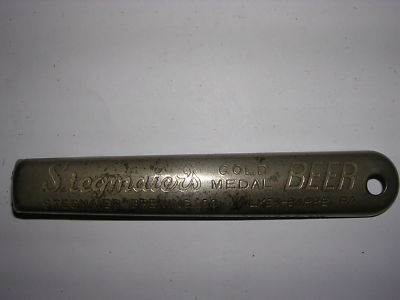 Stegmaier's GOLD MEDAL BEER
STEGMAIER BREWING CO. WILKES-BARRE PA.